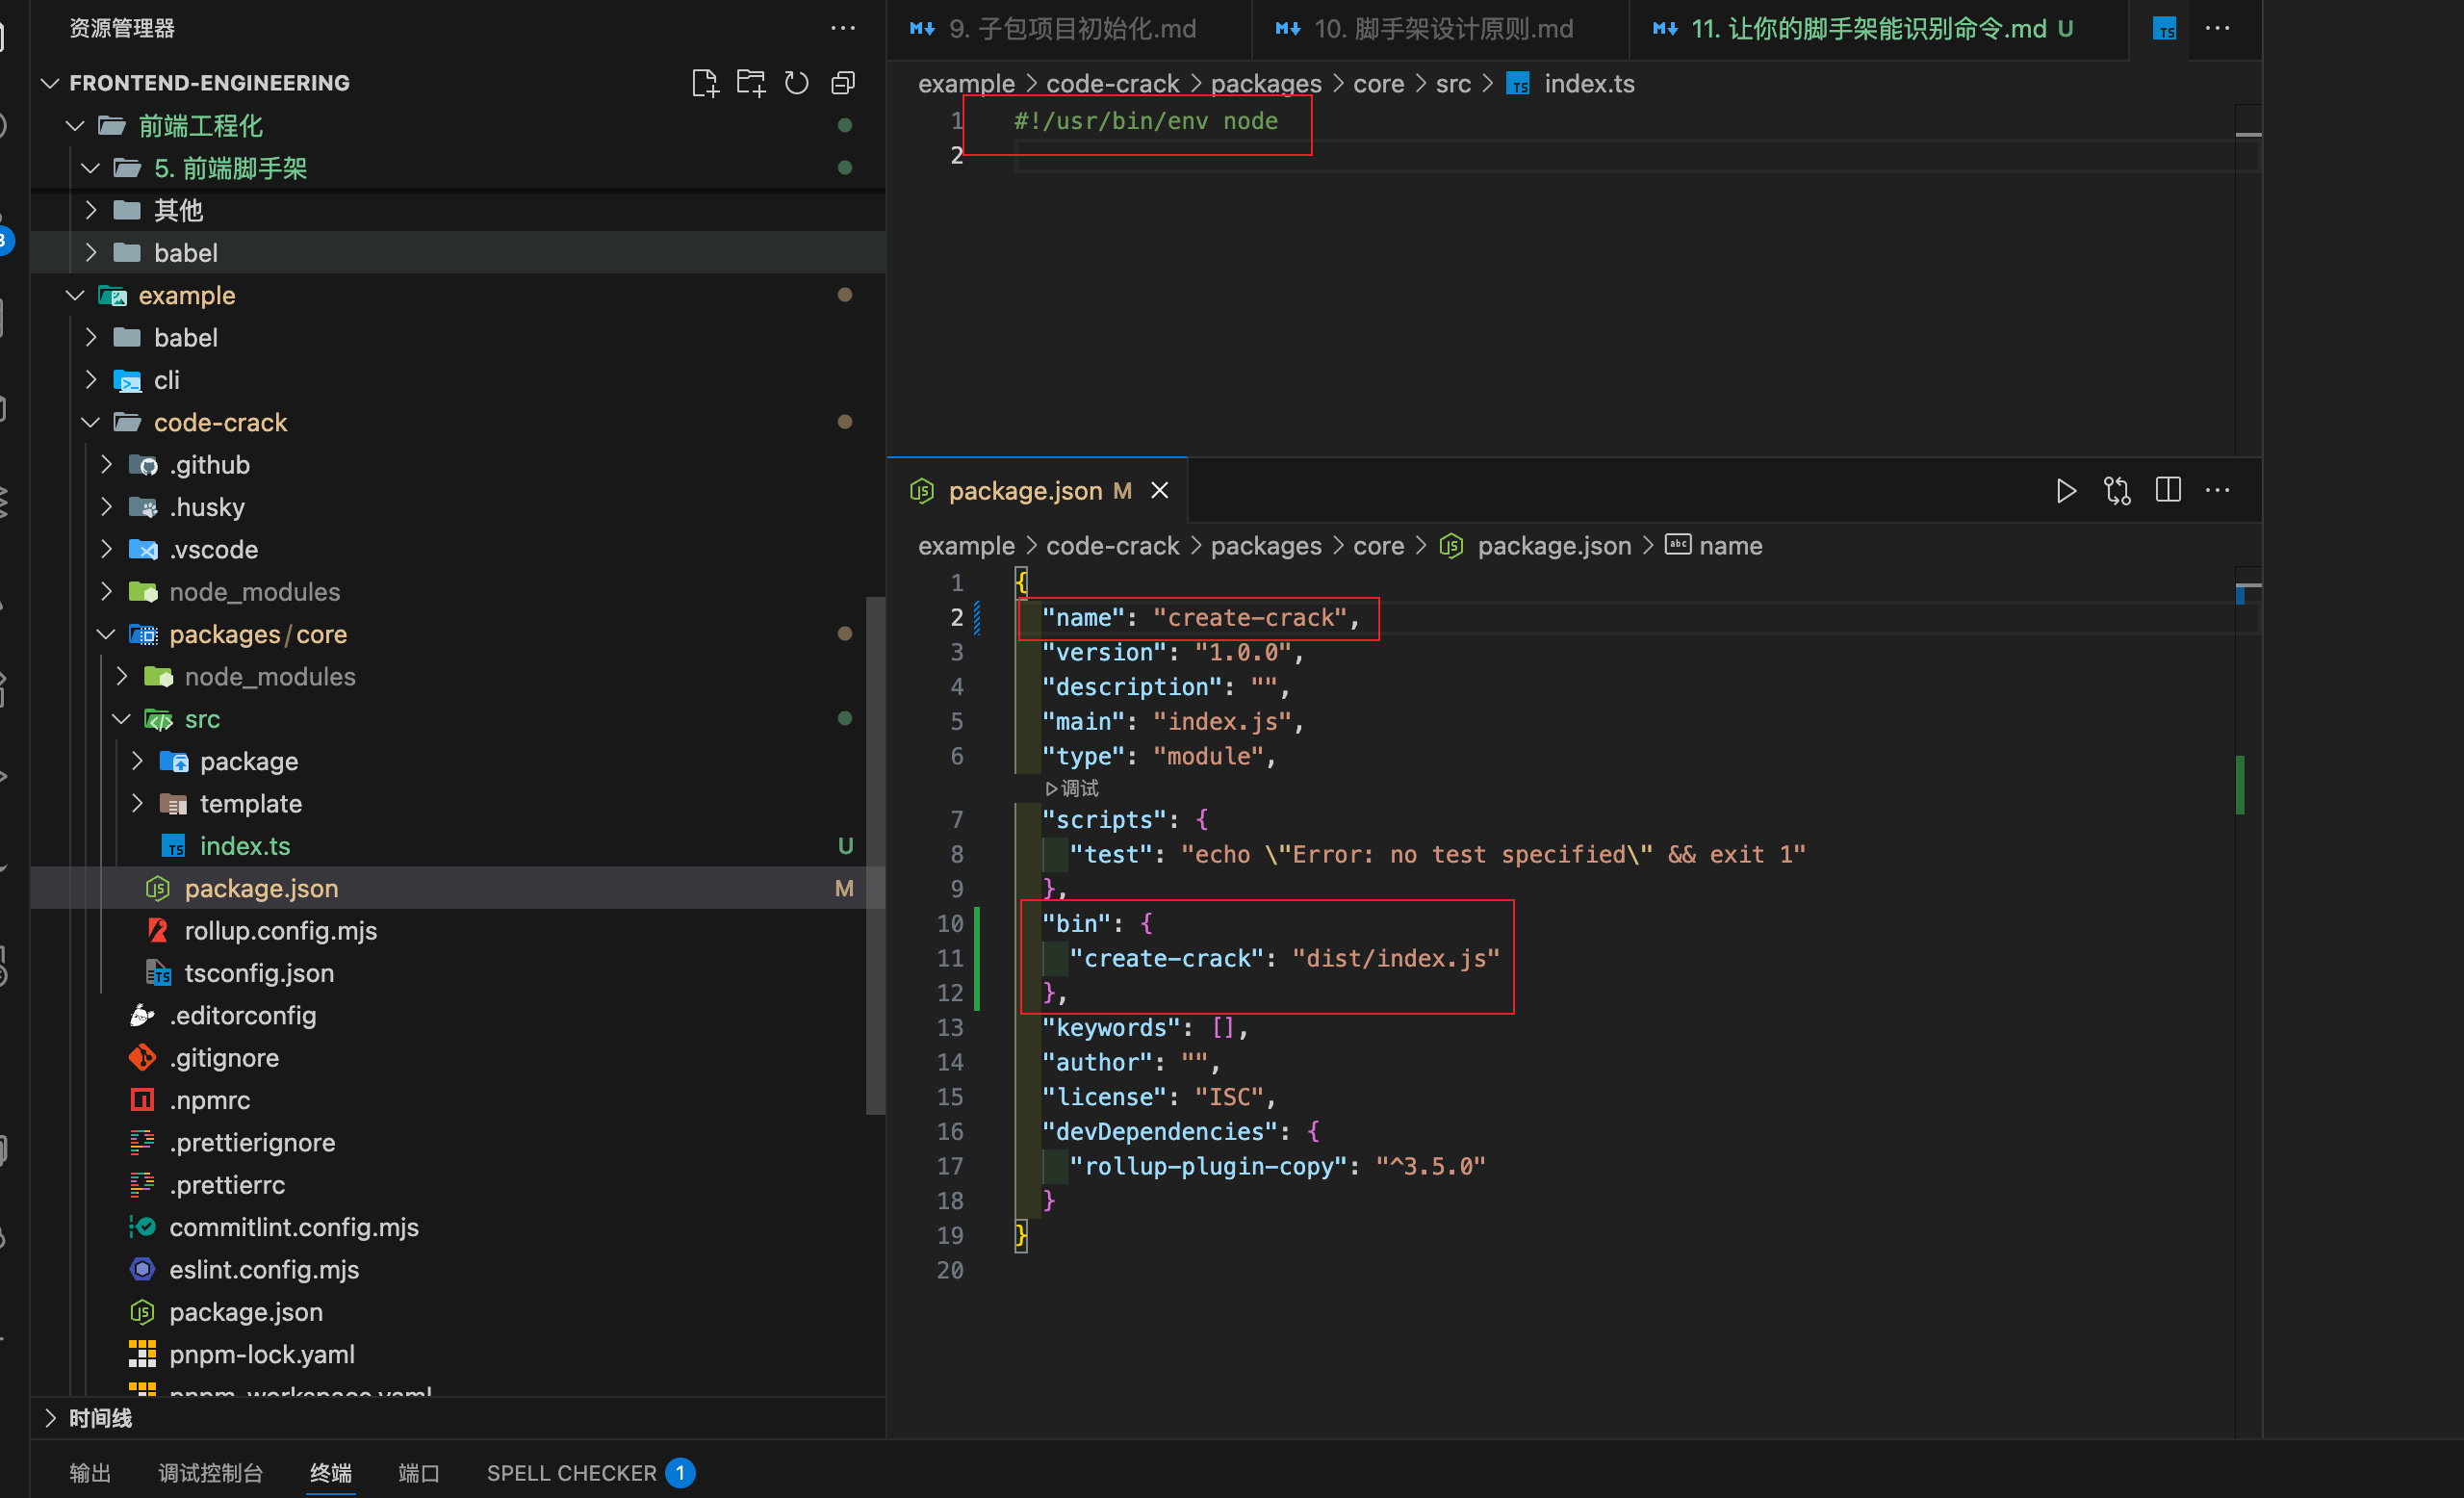 资源管理器
FRONTEND-ENGINEERING
前端工程化
5. 前端脚手架
其他
babel
example
babel
cli
code-crack
.github
.husky
.vscode
node_modules
packages/core
node_modules
src
package
template
index.ts U
package.json M
rollup.config.mjs
tsconfig.json
.editorconfig
.gitignore
.npmrc
.prettierignore
.prettierrc
commitlint.config.mjs
eslint.config.mjs
package.json
pnpm-lock.yaml
pnpm-workspace.yaml
时间线
9. 子包项目初始化.md
10. 脚手架设计原则.md
11. 让你的脚手架能识别命令.md U
example > code-crack > packages > core > src > index.ts
1 #!/usr/bin/env node
2
package.json M
example > code-crack > packages > core > package.json > name
1 {
2 "name": "create-crack",
3 "version": "1.0.0",
4 "description": "",
5 "main": "index.js",
6 "type": "module",
调试
7 "scripts": {
8 "test": "echo \"Error: no test specified\" && exit 1"
9 },
10 "bin": {
11 "create-crack": "dist/index.js"
12 },
13 "keywords": [],
14 "author": "",
15 "license": "ISC",
16 "devDependencies": {
17 "rollup-plugin-copy": "^3.5.0"
18 }
19 }
20
输出 调试控制台 终端 端口 SPELL CHECKER 1